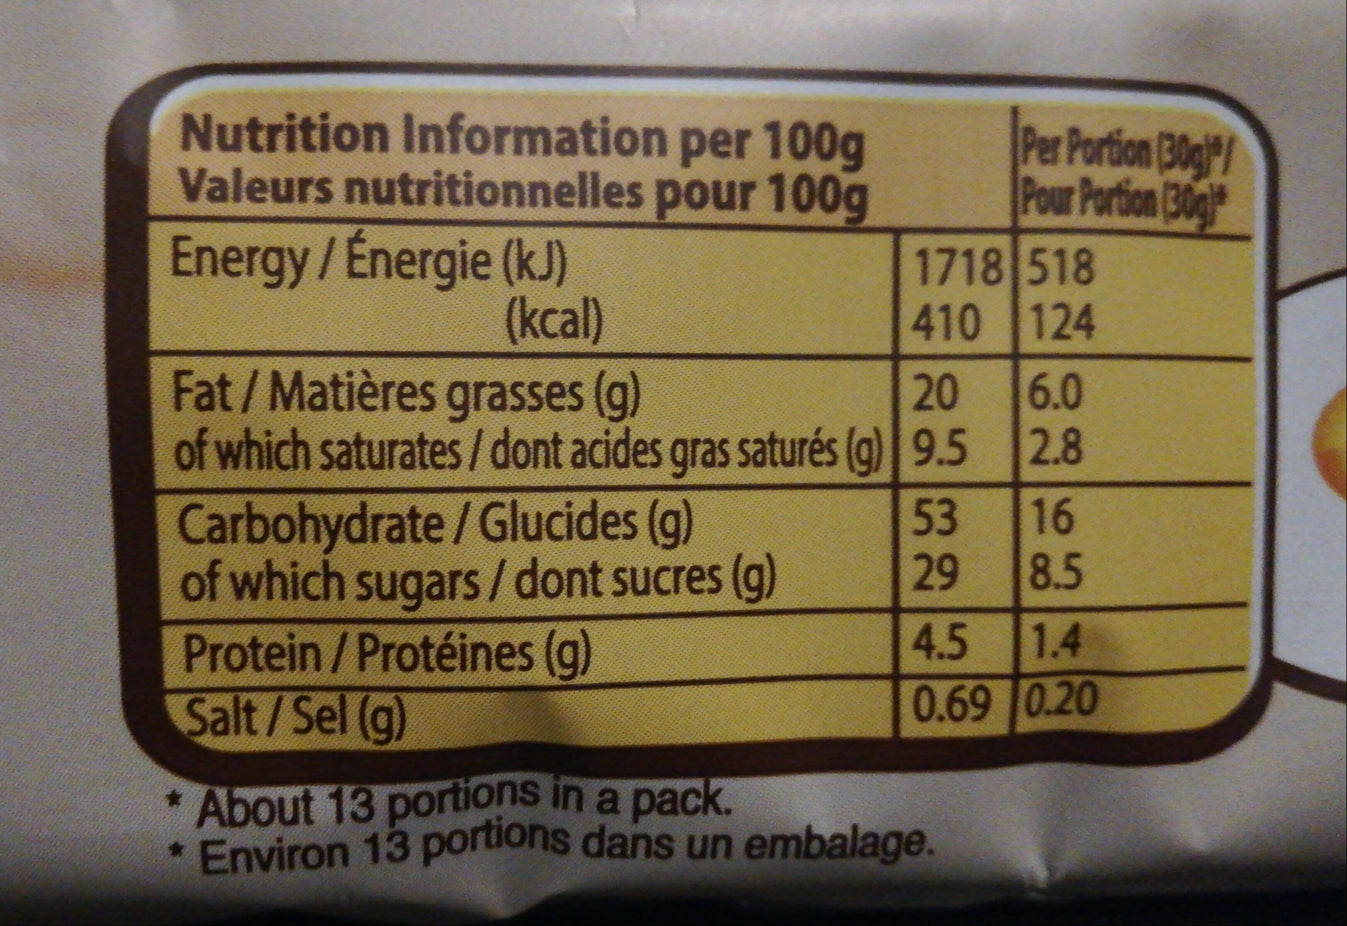 Nutrition Information per 100g Per Portion (30g)*/
Valeurs nutritionnelles pour 100g Pour Portion (30g)*
Energy / Énergie (kJ) 1718 518
(kcal) 410 124
Fat / Matières grasses (g) 20 6.0
of which saturates / dont acides gras saturés (g) 9.5 2.8
Carbohydrate / Glucides (g) 53 16
of which sugars / dont sucres (g) 29 8.5
Protein / Protéines (g) 4.5 1.4
Salt / Sel (g) 0.69 0.20
* About 13 portions in a pack.
* Environ 13 portions dans un embalage.